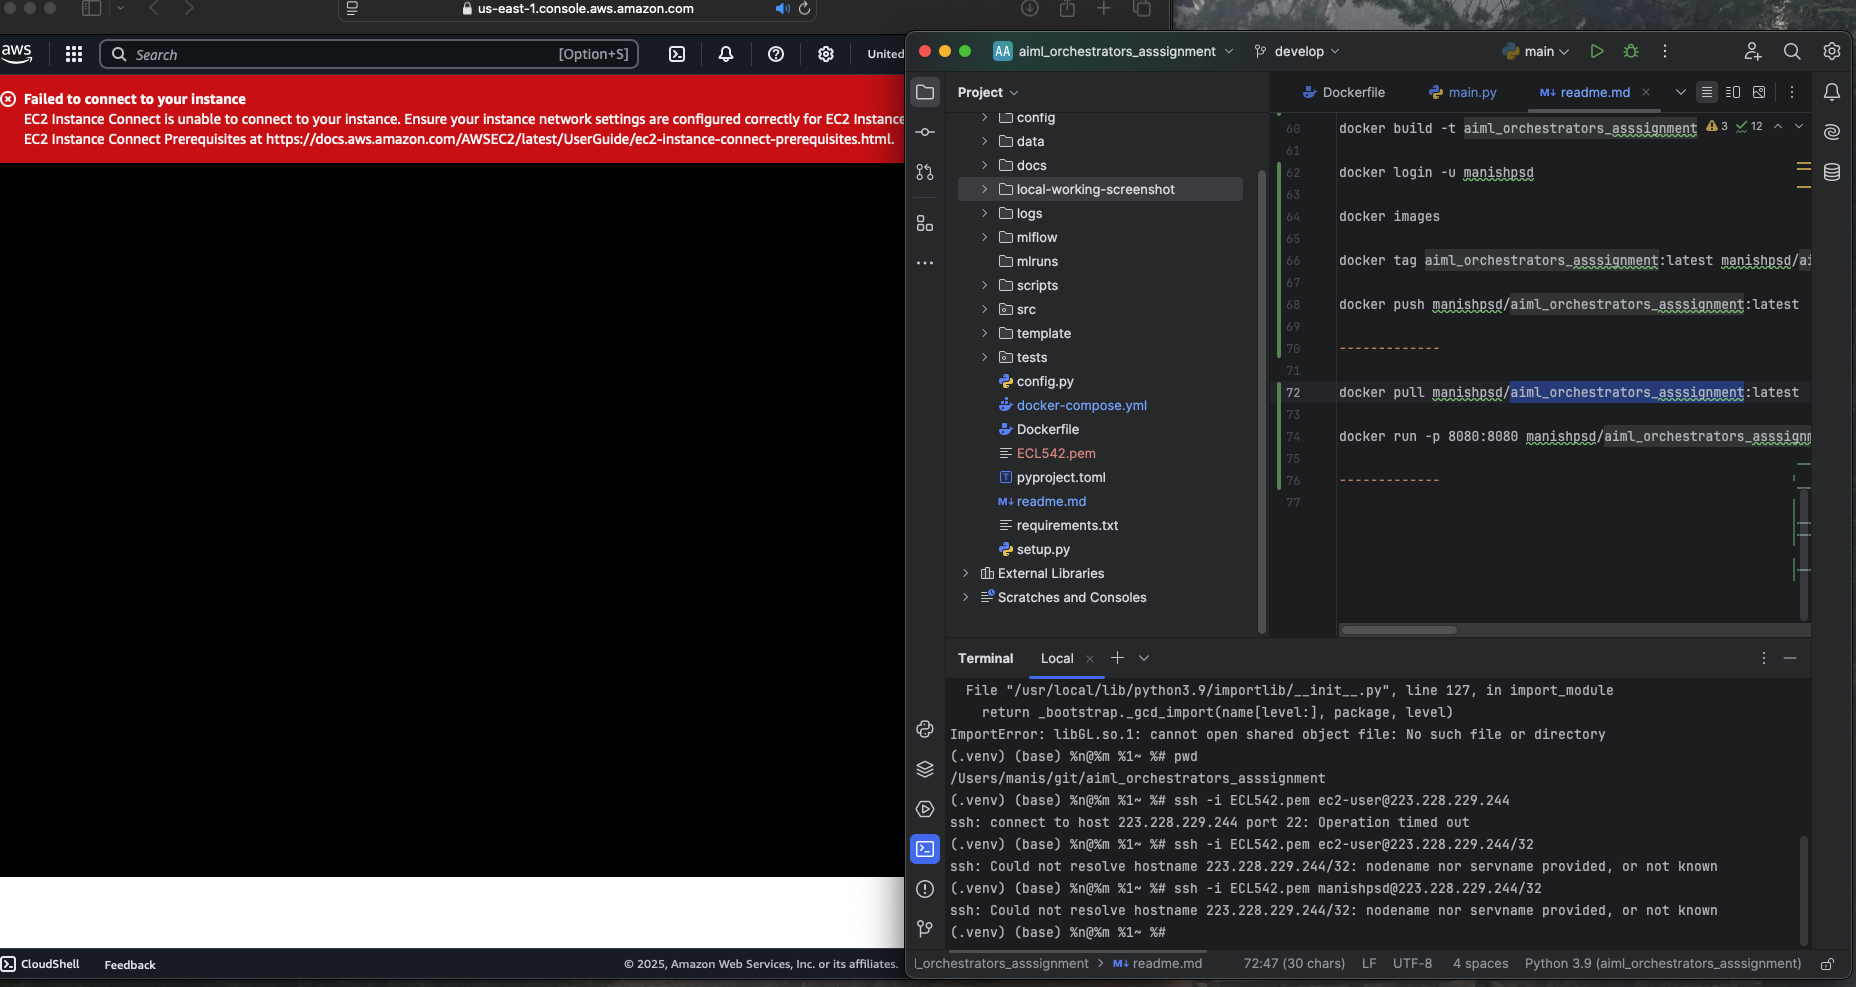 us-east-1.console.aws.amazon.com
aws
Search
[Option+S]
United
Failed to connect to your instance
EC2 Instance Connect is unable to connect to your instance. Ensure your instance network settings are configured correctly for EC2 Instance
EC2 Instance Connect Prerequisites at https://docs.aws.amazon.com/AWSEC2/latest/UserGuide/ec2-instance-connect-prerequisites.html.
CloudShell
Feedback
© 2025, Amazon Web Services, Inc. or its affiliates.
AA
aiml_orchestrators_asssignment
develop
main
Project
config
data
docs
local-working-screenshot
logs
mlflow
mlruns
scripts
src
template
tests
config.py
docker-compose.yml
Dockerfile
ECL542.pem
pyproject.toml
M↓ readme.md
requirements.txt
setup.py
External Libraries
Scratches and Consoles
Dockerfile
main.py
M↓ readme.md
3
12
60 docker build -t aiml_orchestrators_asssignment
61
62 docker login -u manishpsd
63
64 docker images
65
66 docker tag aiml_orchestrators_asssignment:latest manishpsd/ai
67
68 docker push manishpsd/aiml_orchestrators_asssignment:latest
69
70 -------------
71
72 docker pull manishpsd/aiml_orchestrators_asssignment:latest
73
74 docker run -p 8080:8080 manishpsd/aiml_orchestrators_asssignm
75
76 -------------
77
Terminal
Local
File "/usr/local/lib/python3.9/importlib/__init__.py", line 127, in import_module
return _bootstrap._gcd_import(name[level:], package, level)
ImportError: libGL.so.1: cannot open shared object file: No such file or directory
(.venv) (base) %n@%m %1~ %# pwd
/Users/manis/git/aiml_orchestrators_asssignment
(.venv) (base) %n@%m %1~ %# ssh -i ECL542.pem ec2-user@223.228.229.244
ssh: connect to host 223.228.229.244 port 22: Operation timed out
(.venv) (base) %n@%m %1~ %# ssh -i ECL542.pem ec2-user@223.228.229.244/32
ssh: Could not resolve hostname 223.228.229.244/32: nodename nor servname provided, or not known
(.venv) (base) %n@%m %1~ %# ssh -i ECL542.pem manishpsd@223.228.229.244/32
ssh: Could not resolve hostname 223.228.229.244/32: nodename nor servname provided, or not known
(.venv) (base) %n@%m %1~ %#
l_orchestrators_asssignment > M↓ readme.md
72:47 (30 chars)
LF
UTF-8
4 spaces
Python 3.9 (aiml_orchestrators_asssignment)